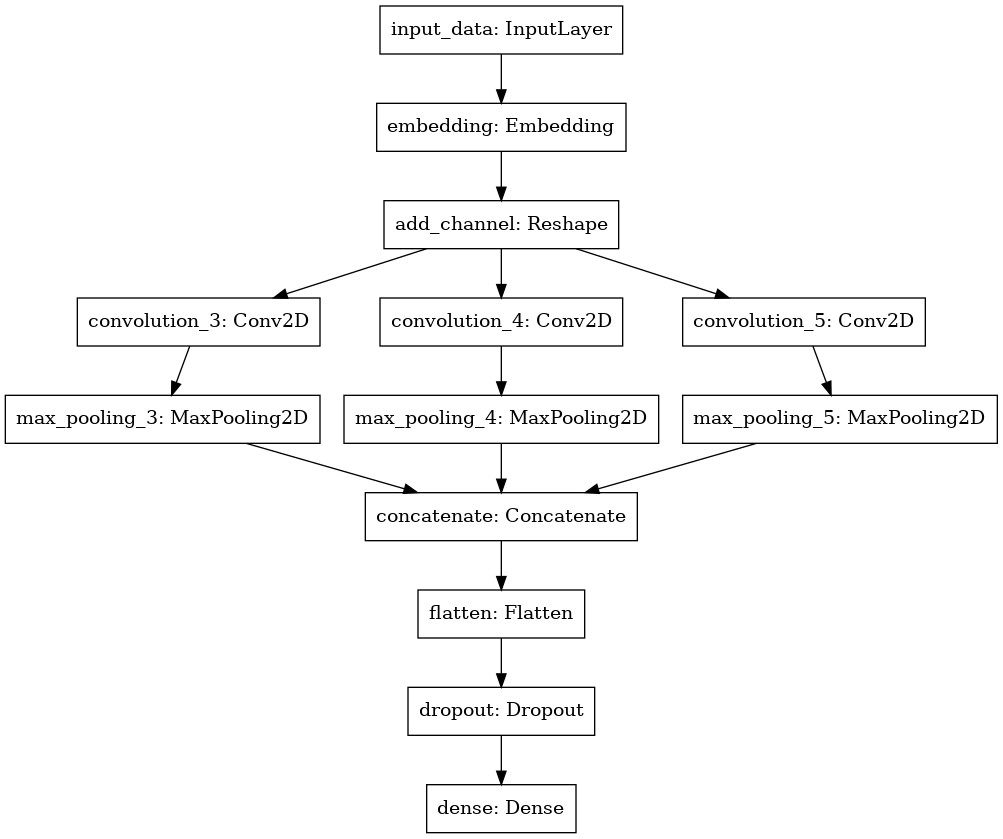 input_data: InputLayer
embedding: Embedding
add_channel: Reshape
convolution_3: Conv2D
convolution_4: Conv2D
convolution_5: Conv2D
max_pooling_3: MaxPooling2D
max_pooling_4: MaxPooling2D
max_pooling_5: MaxPooling2D
concatenate: Concatenate
flatten: Flatten
dropout: Dropout
dense: Dense